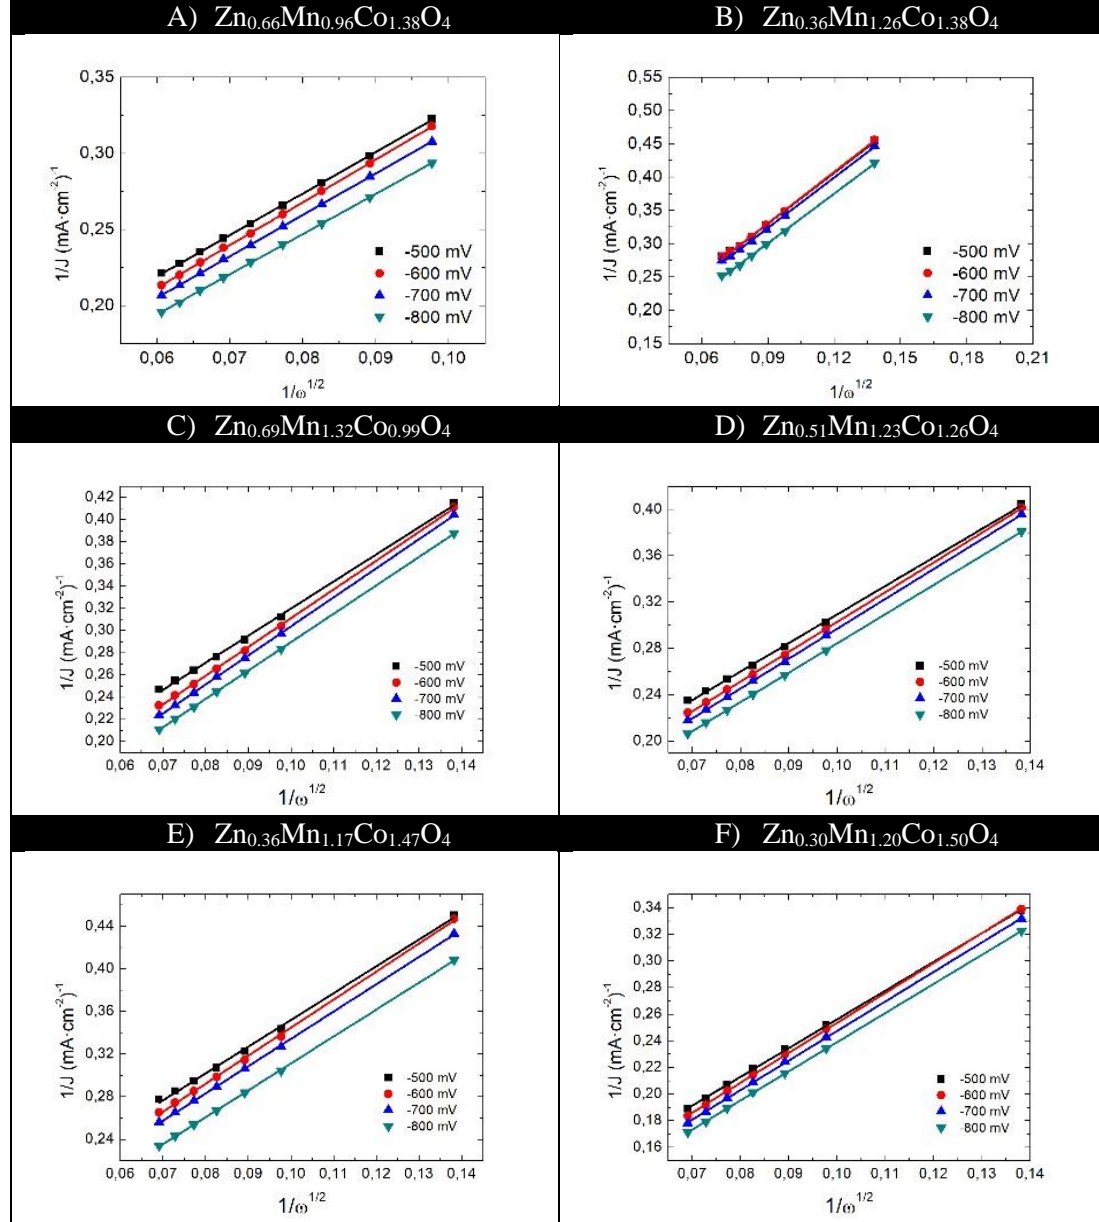 A) Zn0.66Mn0.96Co1.38O4
B) Zn0.36Mn1.26Co1.38O4
0,35
0,30
0,25
0,20
1/J (mA·cm-2)-1
-500 mV
-600 mV
-700 mV
-800 mV
0,06 0,07 0,08 0,09 0,10
1/ω1/2
0,55
0,50
0,45
0,40
0,35
0,30
0,25
0,20
0,15
1/J (mA·cm-2)-1
-500 mV
-600 mV
-700 mV
-800 mV
0,06 0,09 0,12 0,15 0,18 0,21
1/ω1/2
C) Zn0.69Mn1.32Co0.99O4
D) Zn0.51Mn1.23Co1.26O4
0,42
0,40
0,38
0,36
0,34
0,32
0,30
0,28
0,26
0,24
0,22
0,20
1/J (mA·cm-2)-1
-500 mV
-600 mV
-700 mV
-800 mV
0,06 0,07 0,08 0,09 0,10 0,11 0,12 0,13 0,14
1/ω1/2
0,40
0,36
0,32
0,28
0,24
0,20
1/J (mA·cm-2)-1
-500 mV
-600 mV
-700 mV
-800 mV
0,07 0,08 0,09 0,10 0,11 0,12 0,13 0,14
1/ω1/2
E) Zn0.36Mn1.17Co1.47O4
F) Zn0.30Mn1.20Co1.50O4
0,44
0,40
0,36
0,32
0,28
0,24
1/J (mA·cm-2)-1
-500 mV
-600 mV
-700 mV
-800 mV
0,06 0,07 0,08 0,09 0,10 0,11 0,12 0,13 0,14
1/ω1/2
0,34
0,32
0,30
0,28
0,26
0,24
0,22
0,20
0,18
0,16
1/J (mA·cm-2)-1
-500 mV
-600 mV
-700 mV
-800 mV
0,07 0,08 0,09 0,10 0,11 0,12 0,13 0,14
1/ω1/2